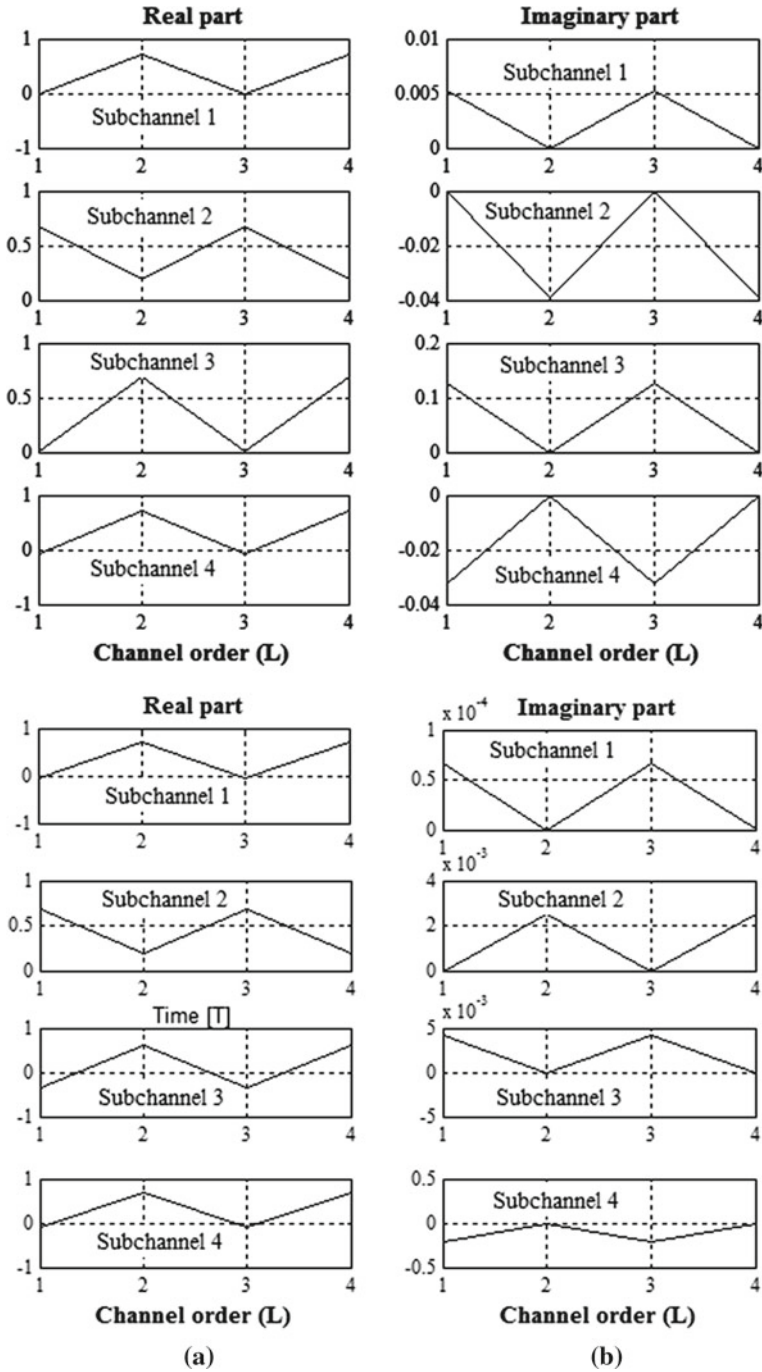 Real part
1
0
-1
Subchannel 1
1 2 3 4
1
0.5
0
Subchannel 2
1 2 3 4
1
0.5
0
Subchannel 3
1 2 3 4
1
0
-1
Subchannel 4
1 2 3 4
Channel order (L)
Imaginary part
0.01
0.005
0
Subchannel 1
1 2 3 4
0
-0.02
-0.04
Subchannel 2
1 2 3 4
0.2
0.1
0
Subchannel 3
1 2 3 4
0
-0.02
-0.04
Subchannel 4
1 2 3 4
Channel order (L)
Real part
1
0
-1
Subchannel 1
1 2 3 4
1
0.5
0
Subchannel 2
1 2 3 4
Time [T]
1
0
-1
Subchannel 3
1 2 3 4
1
0
-1
Subchannel 4
1 2 3 4
Channel order (L)
(a)
x 10^-4
Imaginary part
1
0.5
0
Subchannel 1
1 2 3 4
x 10^-3
4
2
0
Subchannel 2
1 2 3 4
x 10^-3
5
0
-5
Subchannel 3
1 2 3 4
0.5
0
-0.5
Subchannel 4
1 2 3 4
Channel order (L)
(b)